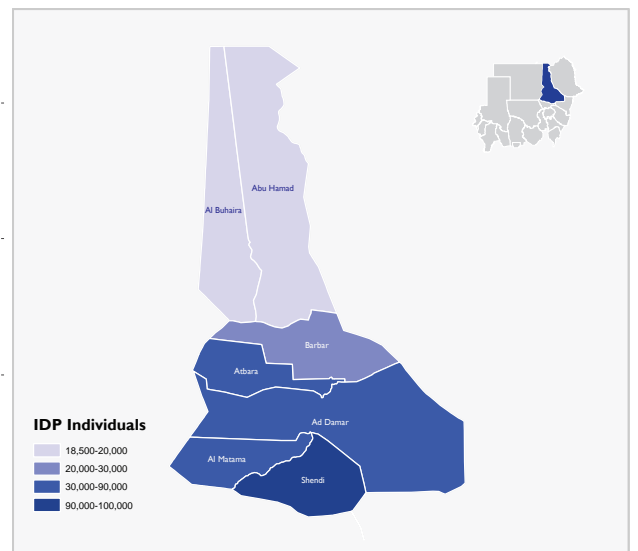 Abu Hamad
Al Buhaira
Barbar
Atbara
Ad Damar
Al Matama
Shendi
IDP Individuals
18,500-20,000
20,000-30,000
30,000-90,000
90,000-100,000